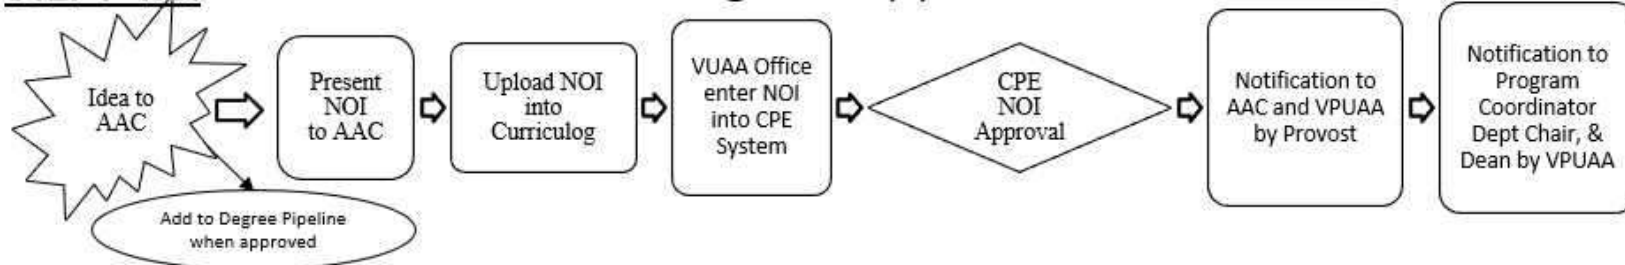 Idea to
AAC
Present
NOI
to AAC
Upload NOI
into
Curriculog
VUAA Office
enter NOI
into CPE
System
CPE
NOI
Approval
Notification to
AAC and VPUAA
by Provost
Notification to
Program
Coordinator
Dept Chair, &
Dean by VPUAA
Add to Degree Pipeline
when approved